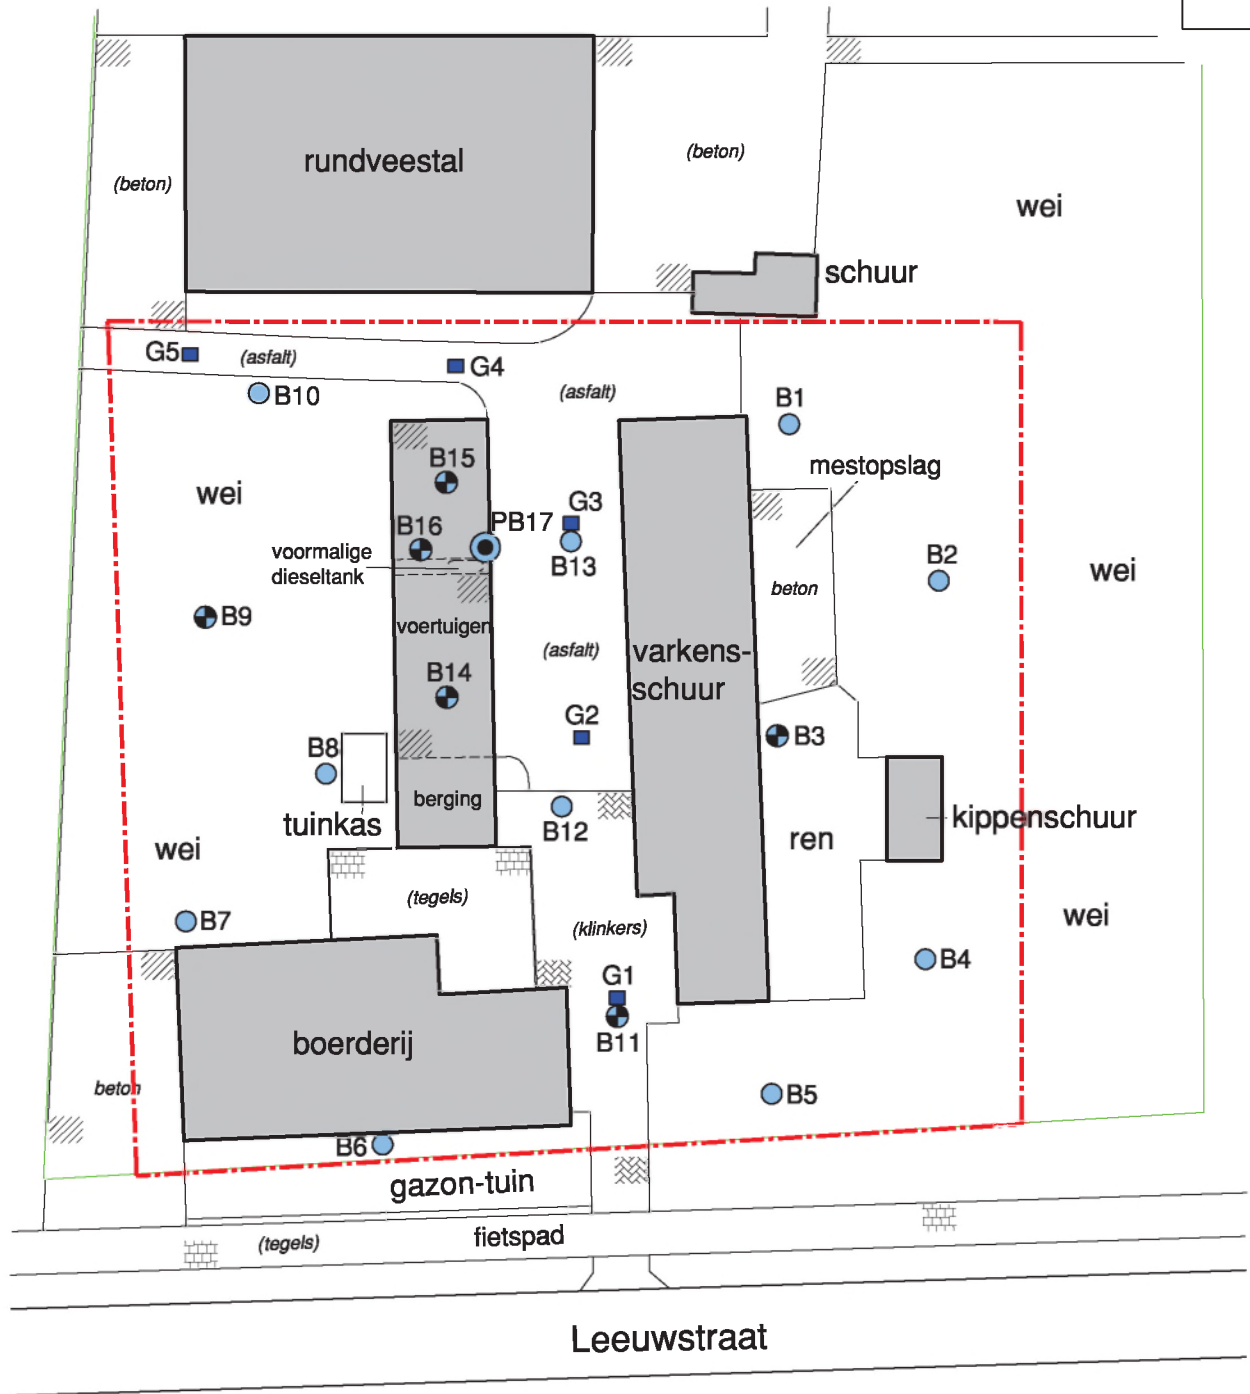 rundveestal
(beton)
(beton)
wei
schuur
G5
(asfalt)
G4
B10
(asfalt)
B1
mestopslag
wei
B15
G3
PB17
B16
B13
voormalige
dieseltank
B2
wei
beton
B9
voertuigen
(asfalt)
varkens-
schuur
B14
G2
B3
B8
berging
tuinkas
B12
kippenschuur
ren
wei
(tegels)
B7
(klinkers)
wei
B4
G1
B11
boerderij
beton
B5
B6
gazon-tuin
(tegels)
fietspad
Leeuwstraat